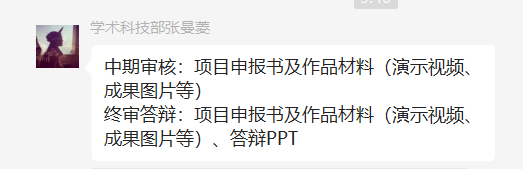 学术科技部张曼菱
中期审核：项目申报书及作品材料（演示视频、
成果图片等）
终审答辩：项目申报书及作品材料（演示视频、
成果图片等）、答辩PPT